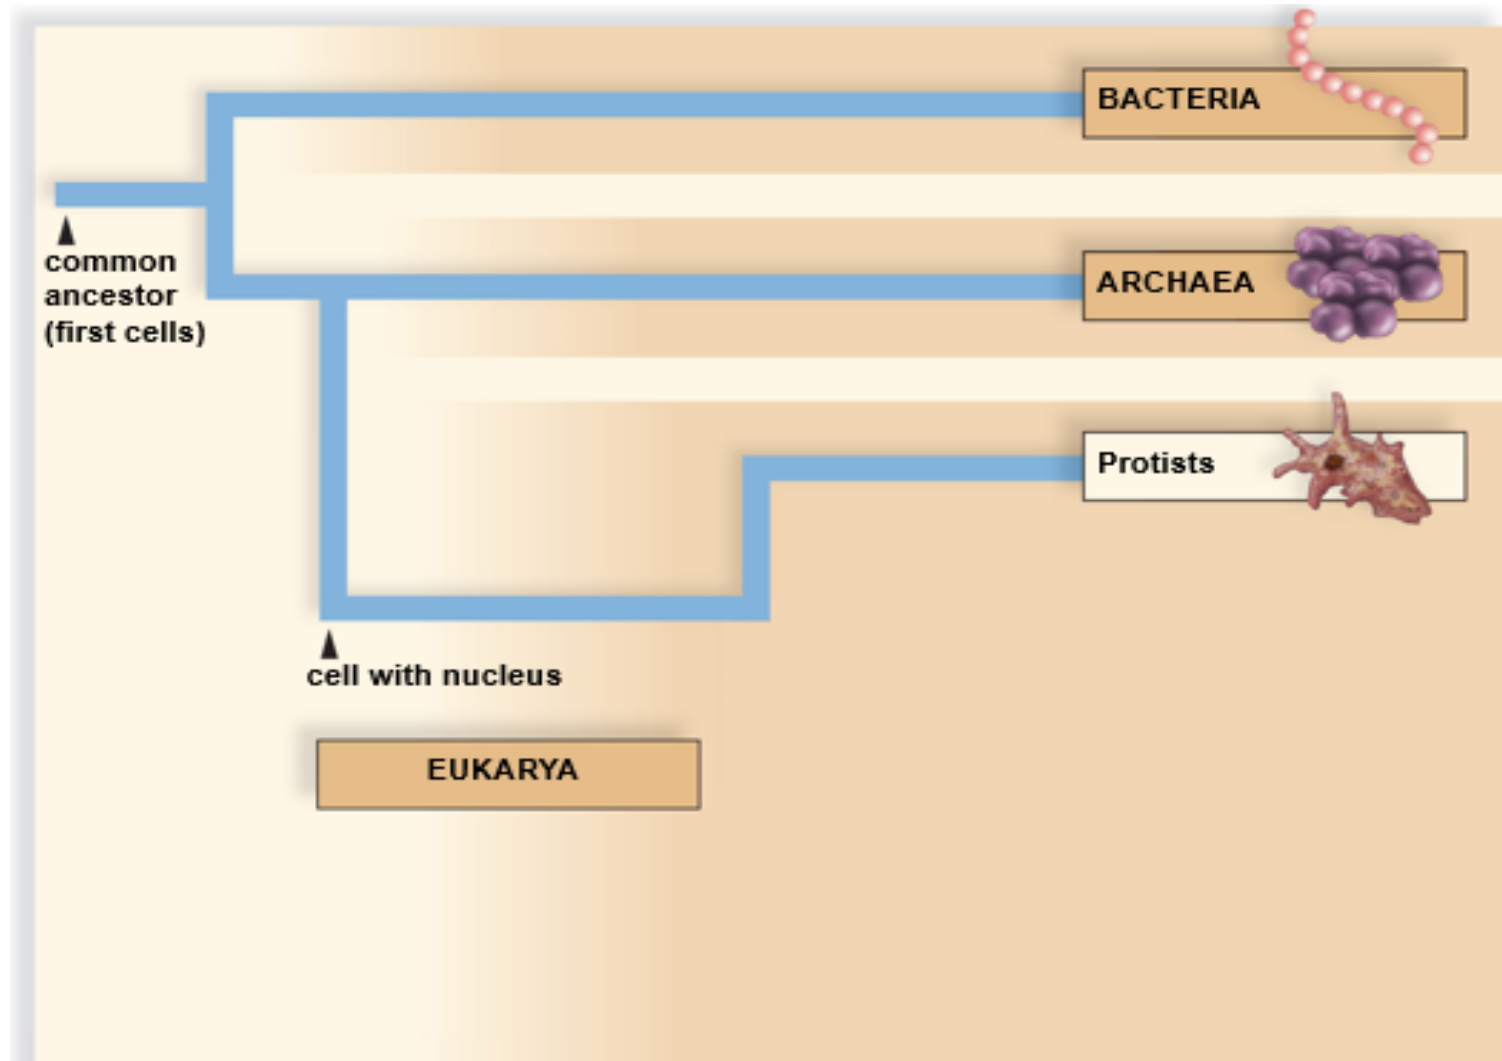 BACTERIA
common
ancestor
(first cells)
ARCHAEA
Protists
cell with nucleus
EUKARYA